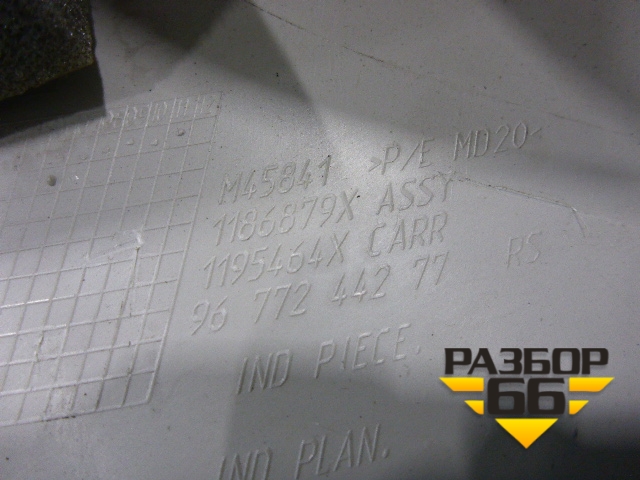 M45841 >P/E MD20<
1186879X ASSY
1195464X CARR
96 772 442 77 RS
IND PIECE.
IND PLAN.
РАЗБОР
66